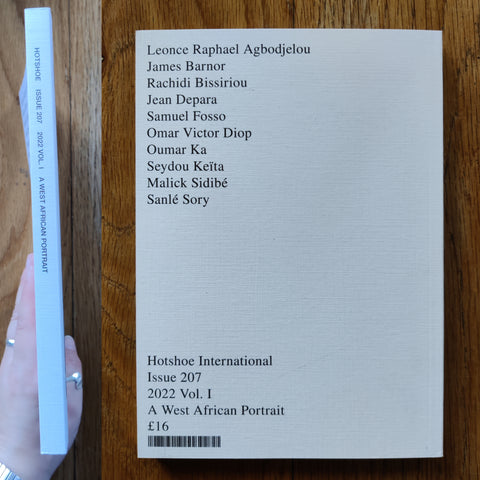 HOTSHOE ISSUE 207 2022 VOL. I A WEST AFRICAN PORTRAIT
Leonce Raphael Agbodjelou
James Barnor
Rachidi Bissiriou
Jean Depara
Samuel Fosso
Omar Victor Diop
Oumar Ka
Seydou Keïta
Malick Sidibé
Sanlé Sory
Hotshoe International
Issue 207
2022 Vol. I
A West African Portrait
£16